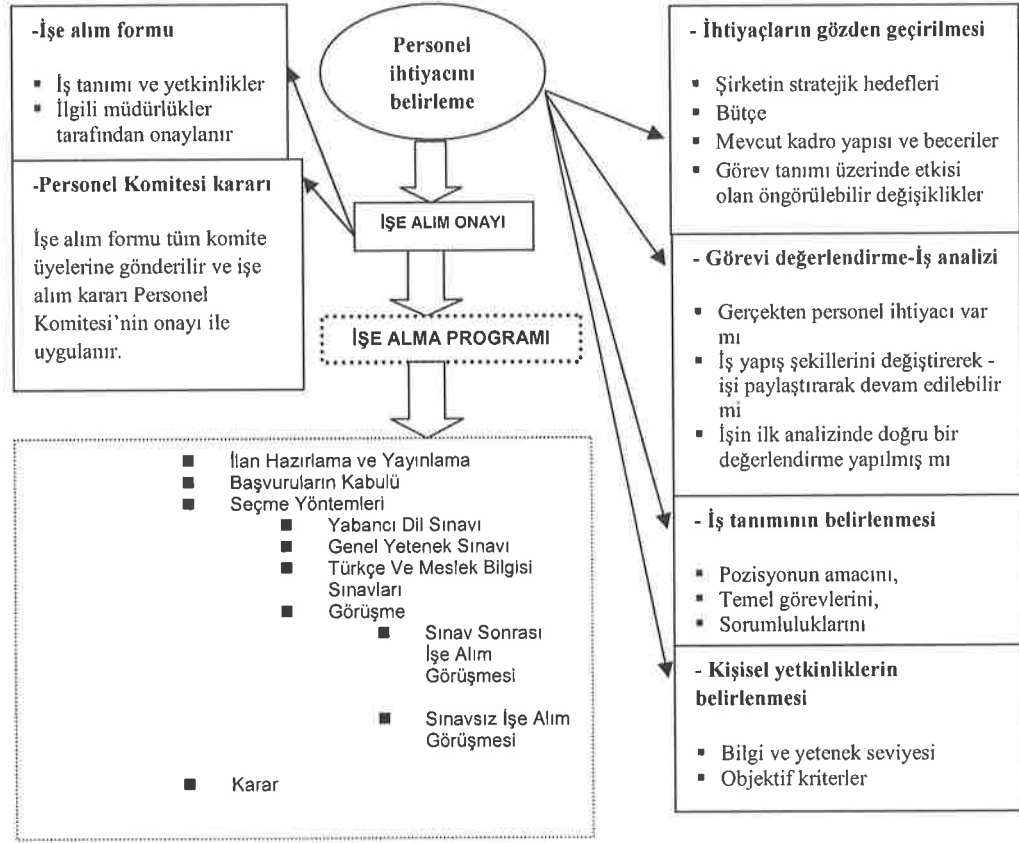 -İşe alım formu
▪ İş tanımı ve yetkinlikler
▪ İlgili müdürlükler
tarafından onaylanır
-Personel Komitesi kararı
İşe alım formu tüm komite
üyelerine gönderilir ve işe
alım kararı Personel
Komitesi'nin onayı ile
uygulanır.
Personel
ihtiyacını
belirleme
İŞE ALIM ONAYI
İŞE ALMA PROGRAMI
■ İlan Hazırlama ve Yayınlama
■ Başvuruların Kabulü
■ Seçme Yöntemleri
■ Yabancı Dil Sınavı
■ Genel Yetenek Sınavı
■ Türkçe Ve Meslek Bilgisi
Sınavları
■ Görüşme
■ Sınav Sonrası
İşe Alım
Görüşmesi
■ Sınavsız İşe Alım
Görüşmesi
■ Karar
- İhtiyaçların gözden geçirilmesi
▪ Şirketin stratejik hedefleri
▪ Bütçe
▪ Mevcut kadro yapısı ve beceriler
▪ Görev tanımı üzerinde etkisi
olan öngörülebilir değişiklikler
- Görevi değerlendirme-İş analizi
▪ Gerçekten personel ihtiyacı var
mı
▪ İş yapış şekillerini değiştirerek -
işi paylaştırarak devam edilebilir
mi
▪ İşin ilk analizinde doğru bir
değerlendirme yapılmış mı
- İş tanımının belirlenmesi
▪ Pozisyonun amacını,
▪ Temel görevlerini,
▪ Sorumluluklarını
- Kişisel yetkinliklerin
belirlenmesi
▪ Bilgi ve yetenek seviyesi
▪ Objektif kriterler